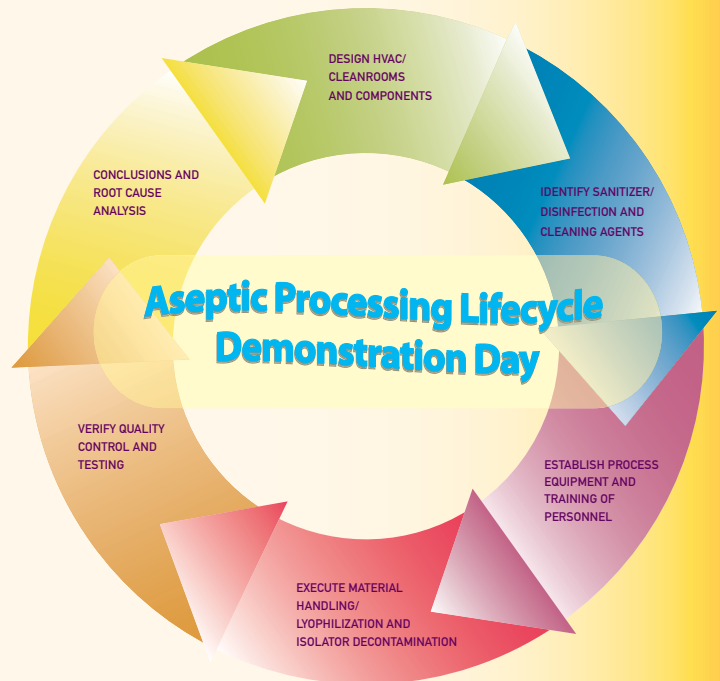 DESIGN HVAC/
CLEANROOMS
AND COMPONENTS
IDENTIFY SANITIZER/
DISINFECTION AND
CLEANING AGENTS
ESTABLISH PROCESS
EQUIPMENT AND
TRAINING OF
PERSONNEL
EXECUTE MATERIAL
HANDLING/
LYOPHILIZATION AND
ISOLATOR DECONTAMINATION
VERIFY QUALITY
CONTROL AND
TESTING
CONCLUSIONS AND
ROOT CAUSE
ANALYSIS
Aseptic Processing Lifecycle
Demonstration Day